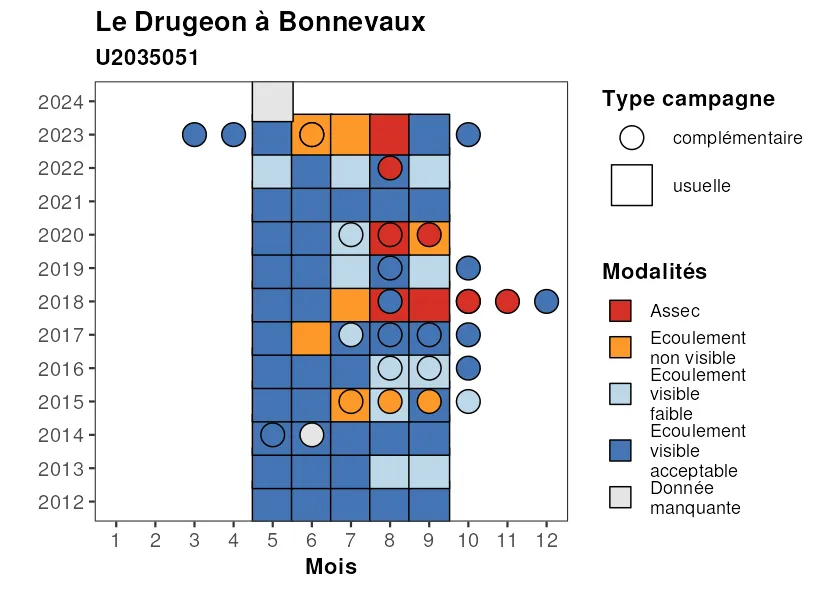 Le Drugeon à Bonnevaux
U2035051
2024
2023
2022
2021
2020
2019
2018
2017
2016
2015
2014
2013
2012
1 2 3 4 5 6 7 8 9 10 11 12
Mois
Type campagne
complémentaire
usuelle
Modalités
Assec
Ecoulement
non visible
Ecoulement
visible
faible
Ecoulement
visible
acceptable
Donnée
manquante